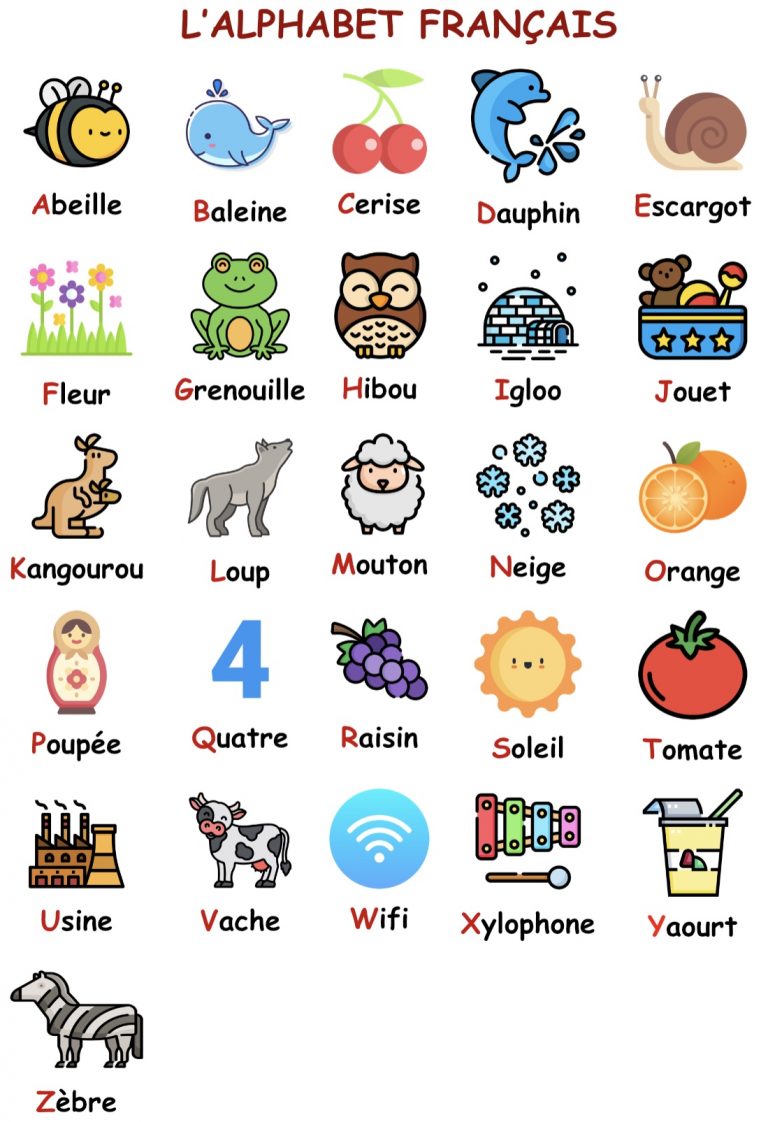 L'ALPHABET FRANÇAIS
Abeille Baleine Cerise Dauphin Escargot
Fleur Grenouille Hibou Igloo Jouet
Kangourou Loup Mouton Neige Orange
4
Poupée Quatre Raisin Soleil Tomate
Usine Vache Wifi Xylophone Yaourt
Zèbre